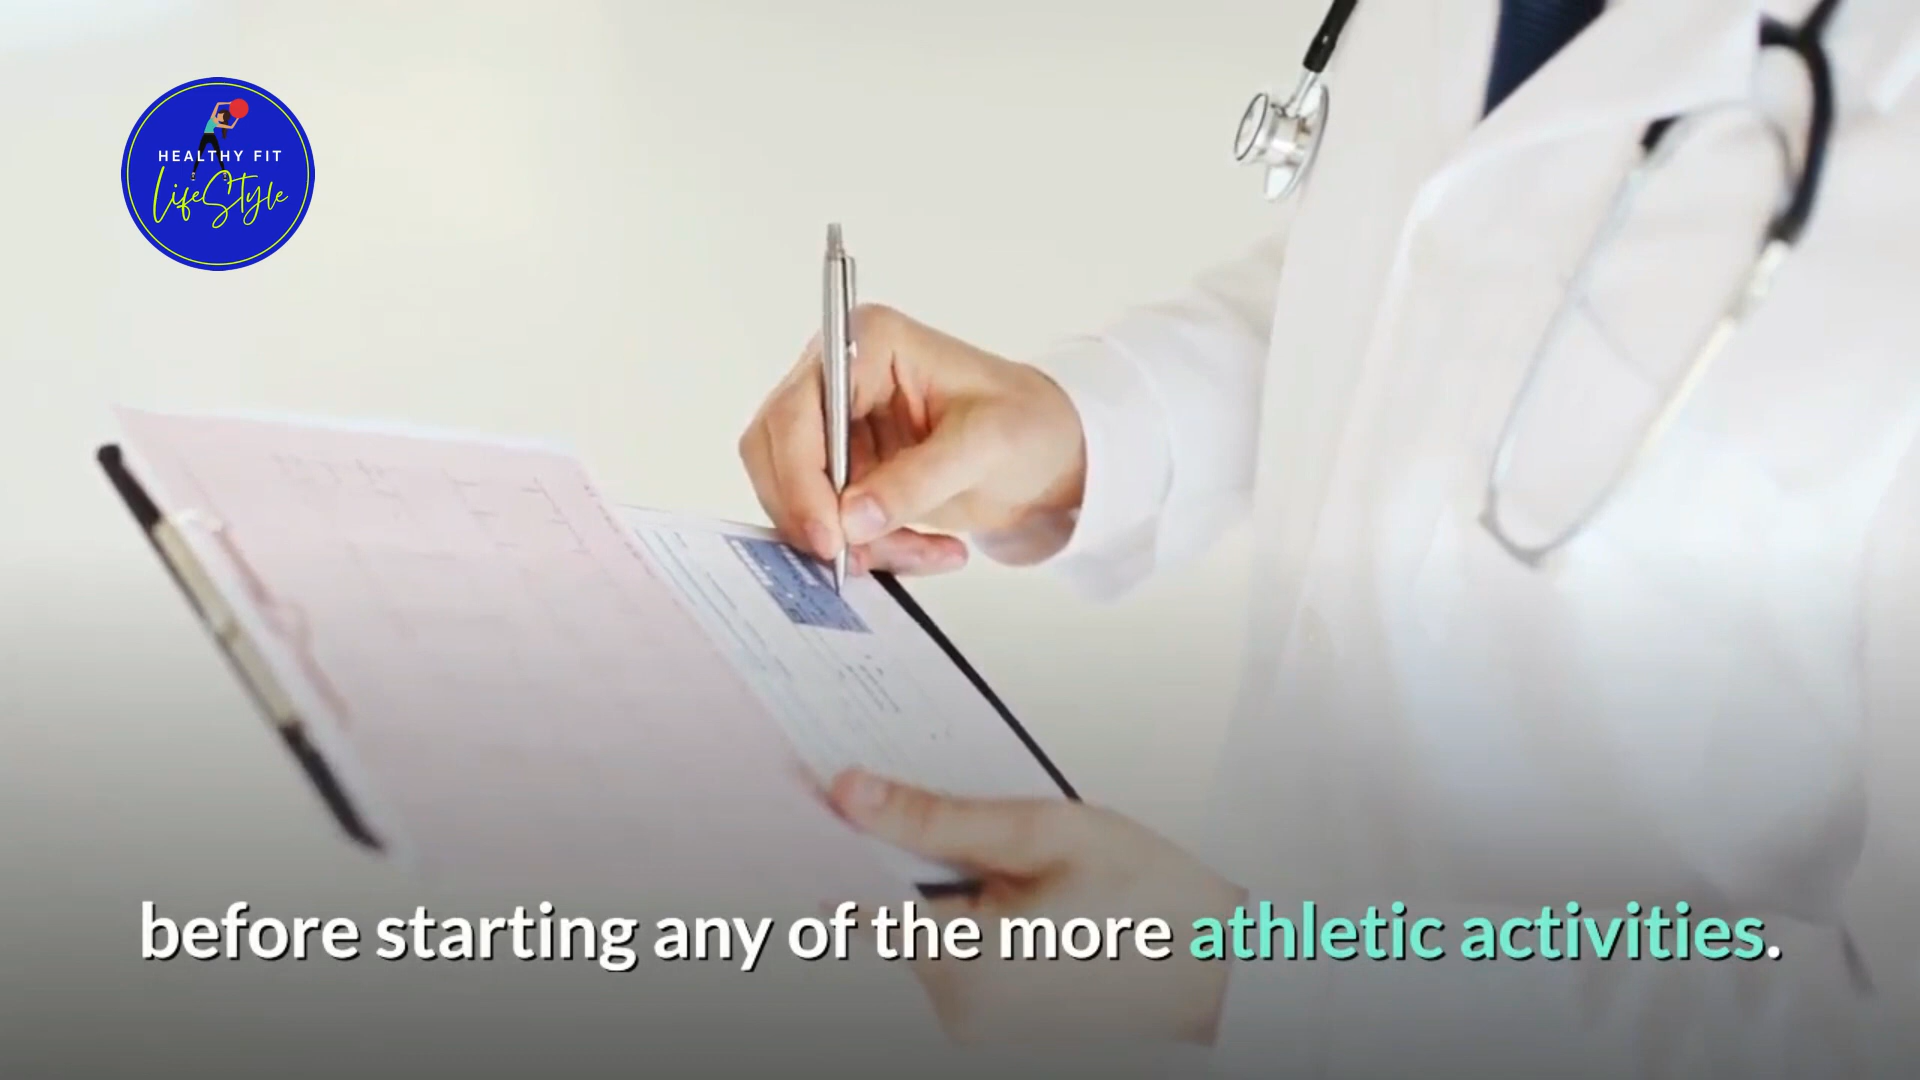 HEALTHY FIT
LifeStyle
before starting any of the more athletic activities.